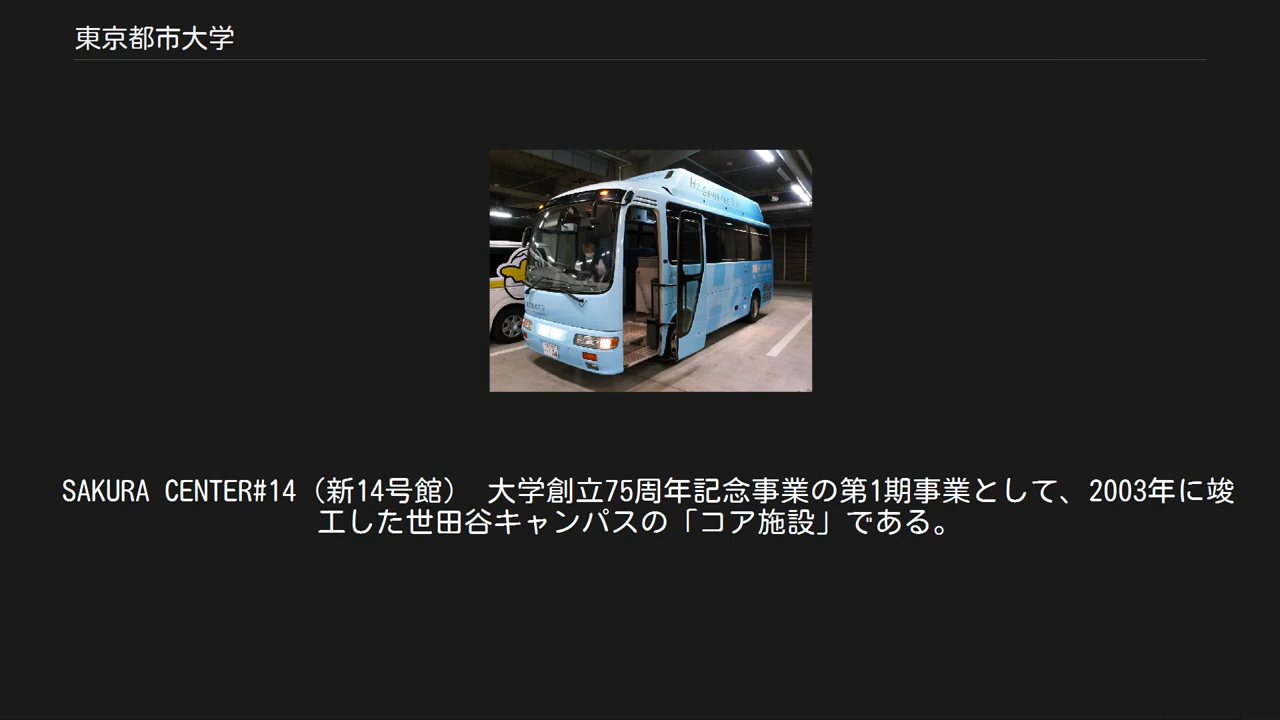 東京都市大学
SAKURA CENTER#14（新14号館）　大学創立75周年記念事業の第1期事業として、2003年に竣
工した世田谷キャンパスの「コア施設」である。